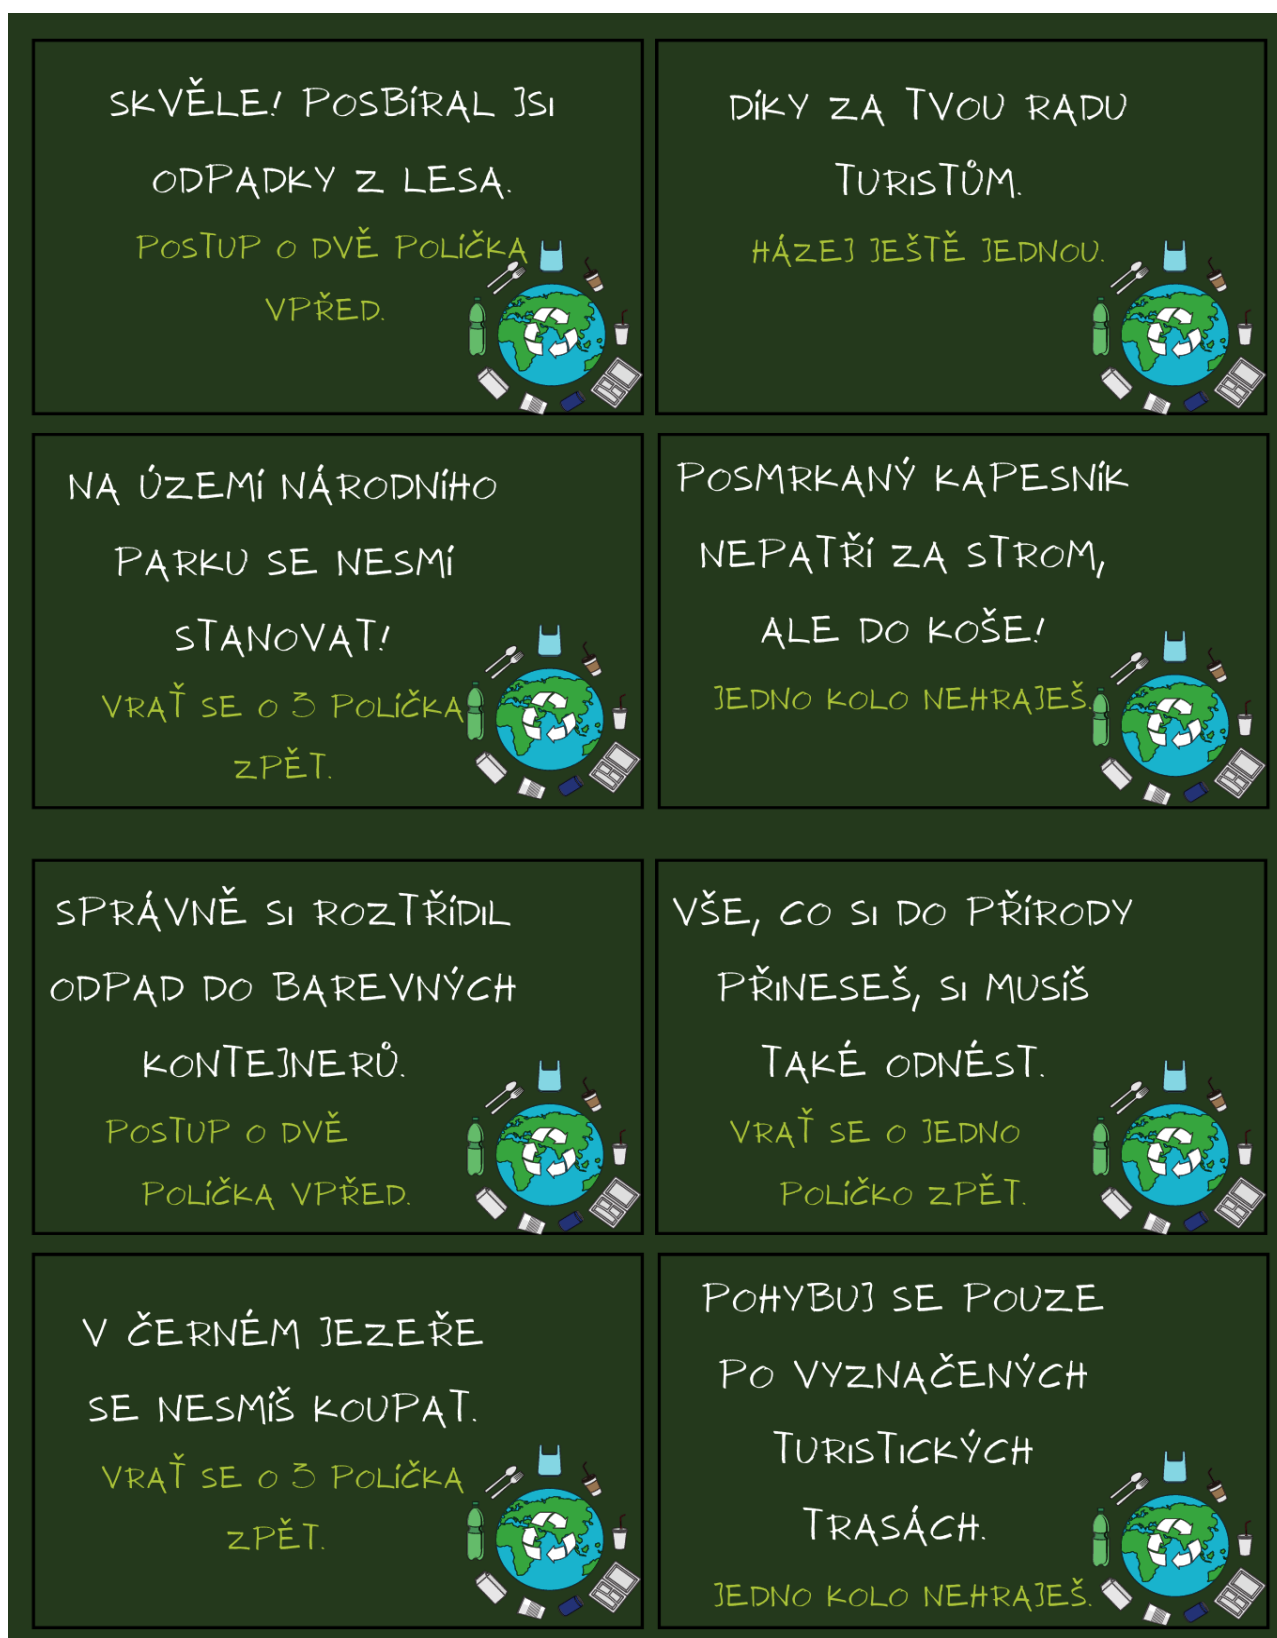 SKVĚLE! POSBÍRAL JSI
ODPADKY Z LESA.
POSTUP O DVĚ POLÍČKA
VPŘED.
DÍKY ZA TVOU RADU
TURISTŮM.
HÁZEJ JEŠTĚ JEDNOU.
NA ÚZEMÍ NÁRODNÍHO
PARKU SE NESMÍ
STANOVAT!
VRAŤ SE O 3 POLÍČKA
ZPĚT.
POSMRKANÝ KAPESNÍK
NEPATŘÍ ZA STROM,
ALE DO KOŠE!
JEDNO KOLO NEHRAJEŠ.
SPRÁVNĚ SI ROZTŘÍDIL
ODPAD DO BAREVNÝCH
KONTEJNERŮ.
POSTUP O DVĚ
POLÍČKA VPŘED.
VŠE, CO SI DO PŘÍRODY
PŘINESEŠ, SI MUSÍŠ
TAKÉ ODNÉST.
VRAŤ SE O JEDNO
POLÍČKO ZPĚT.
V ČERNÉM JEZEŘE
SE NESMÍŠ KOUPAT.
VRAŤ SE O 3 POLÍČKA
ZPĚT.
POHYBUJ SE POUZE
PO VYZNAČENÝCH
TURISTICKÝCH
TRASÁCH.
JEDNO KOLO NEHRAJEŠ.